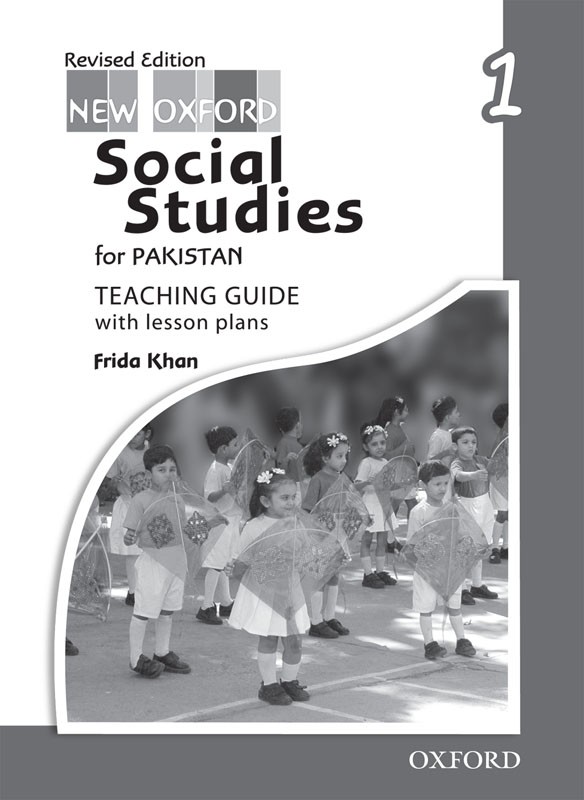 Revised Edition
1
NEW OXFORD
Social
Studies
for PAKISTAN
TEACHING GUIDE
with lesson plans
Frida Khan
OXFORD